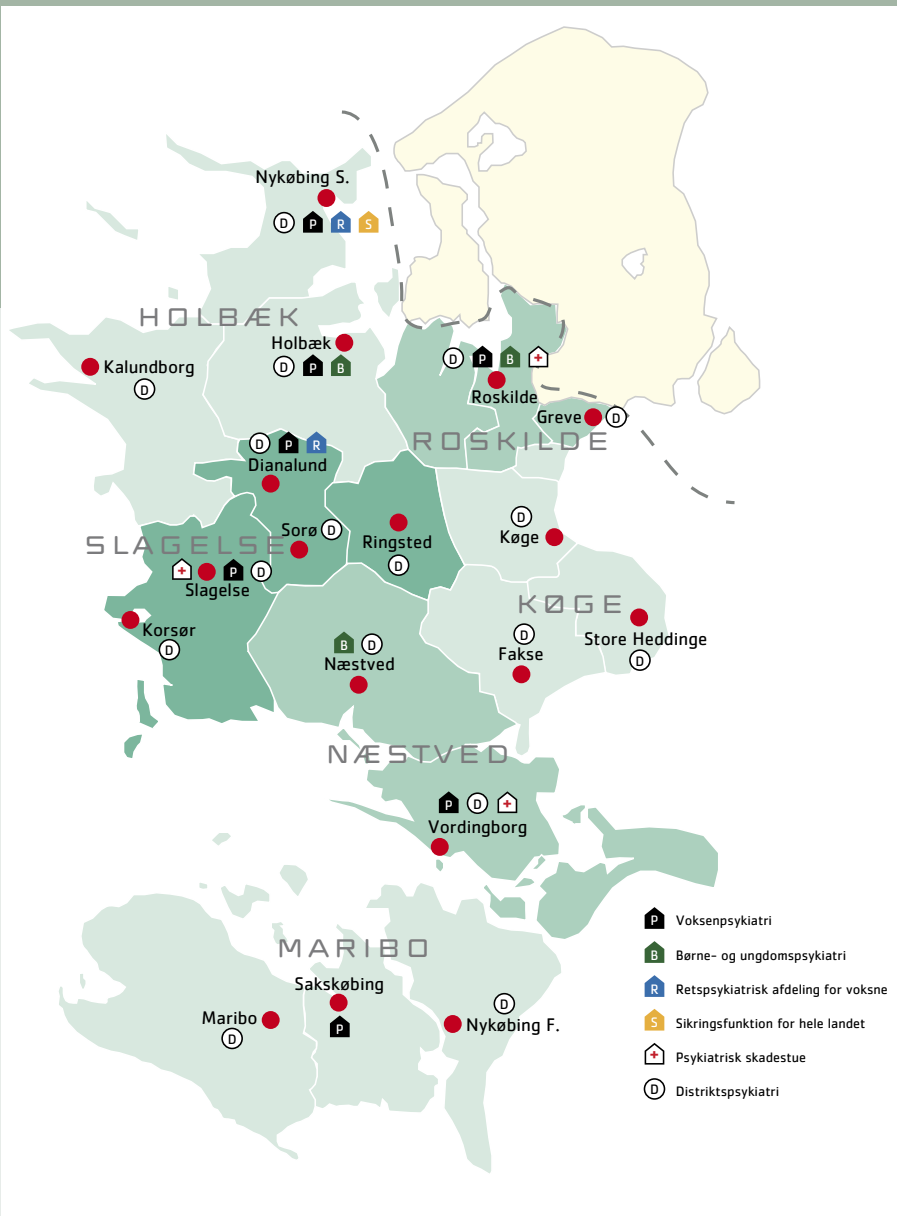 Nykøbing S.
D P R S
HOLBÆK
Holbæk
D P B
Kalundborg
D
D P B +
Roskilde
Greve D
ROSKILDE
D P R
Dianalund
Sorø D
Ringsted
D
D
Køge
SLAGELSE
+ P D
Slagelse
KØGE
Korsør
D
D
Fakse
Store Heddinge
D
B D
Næstved
NÆSTVED
P D +
Vordingborg
MARIBO
Sakskøbing
P
Maribo
D
D
Nykøbing F.
P Voksenpsykiatri
B Børne- og ungdomspsykiatri
R Retspsykiatrisk afdeling for voksne
S Sikringsfunktion for hele landet
+ Psykiatrisk skadestue
D Distriktspsykiatri